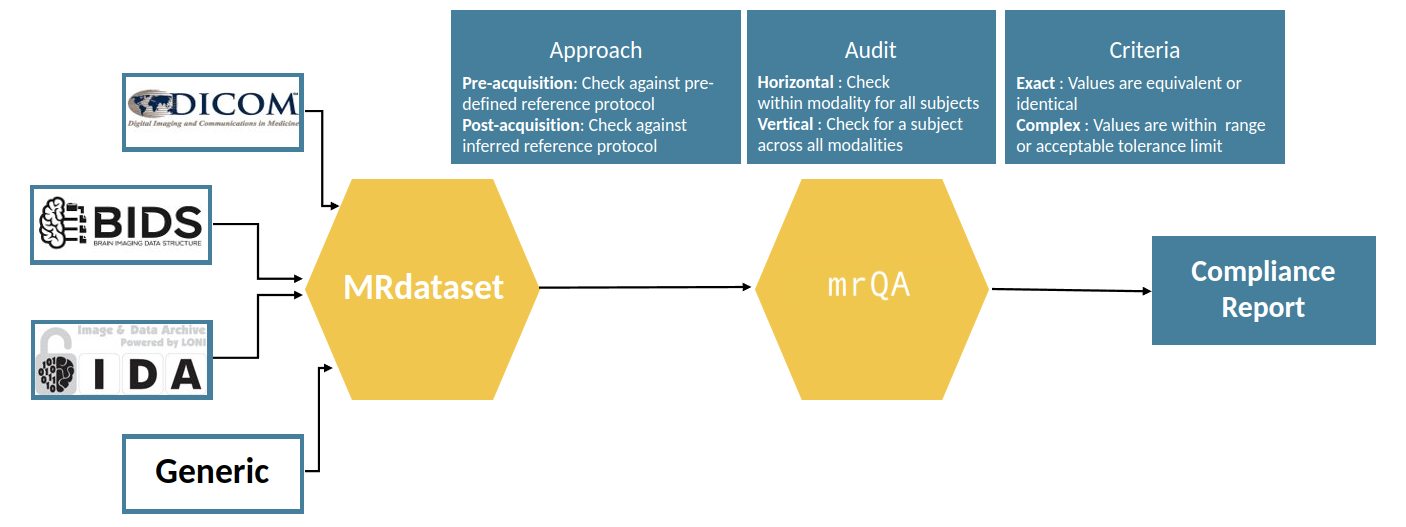 Approach
Pre-acquisition: Check against pre-
defined reference protocol
Post-acquisition: Check against
inferred reference protocol
Audit
Horizontal : Check
within modality for all subjects
Vertical : Check for a subject
across all modalities
Criteria
Exact : Values are equivalent or
identical
Complex : Values are within range
or acceptable tolerance limit
DICOM
Digital Imaging and Communications in Medicine
BIDS
BRAIN IMAGING DATA STRUCTURE
Image & Data Archive
Powered by LONI
IDA
Generic
MRdataset
mrQA
Compliance
Report